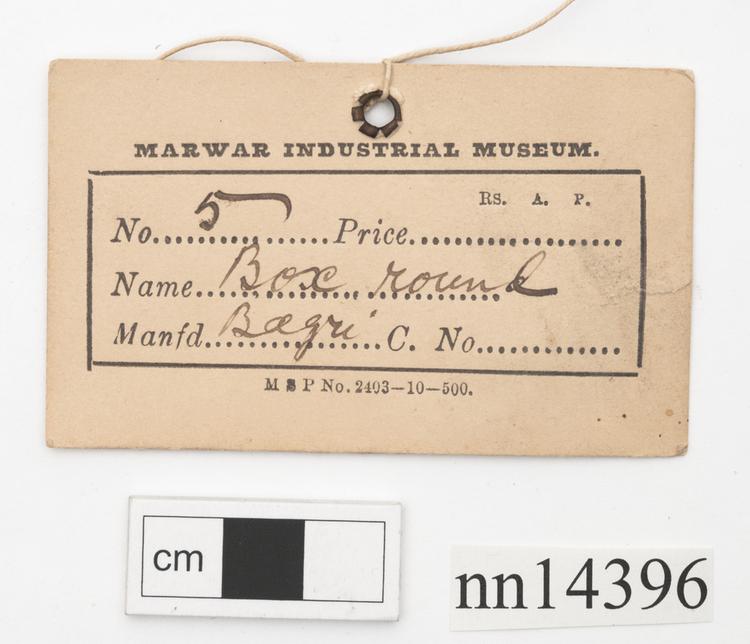 MARWAR INDUSTRIAL MUSEUM.
RS. A. P.
No. 5 Price
Name Box round
Manfd Bagri C. No.
M S P No. 2403—10—500.
cm
nn14396